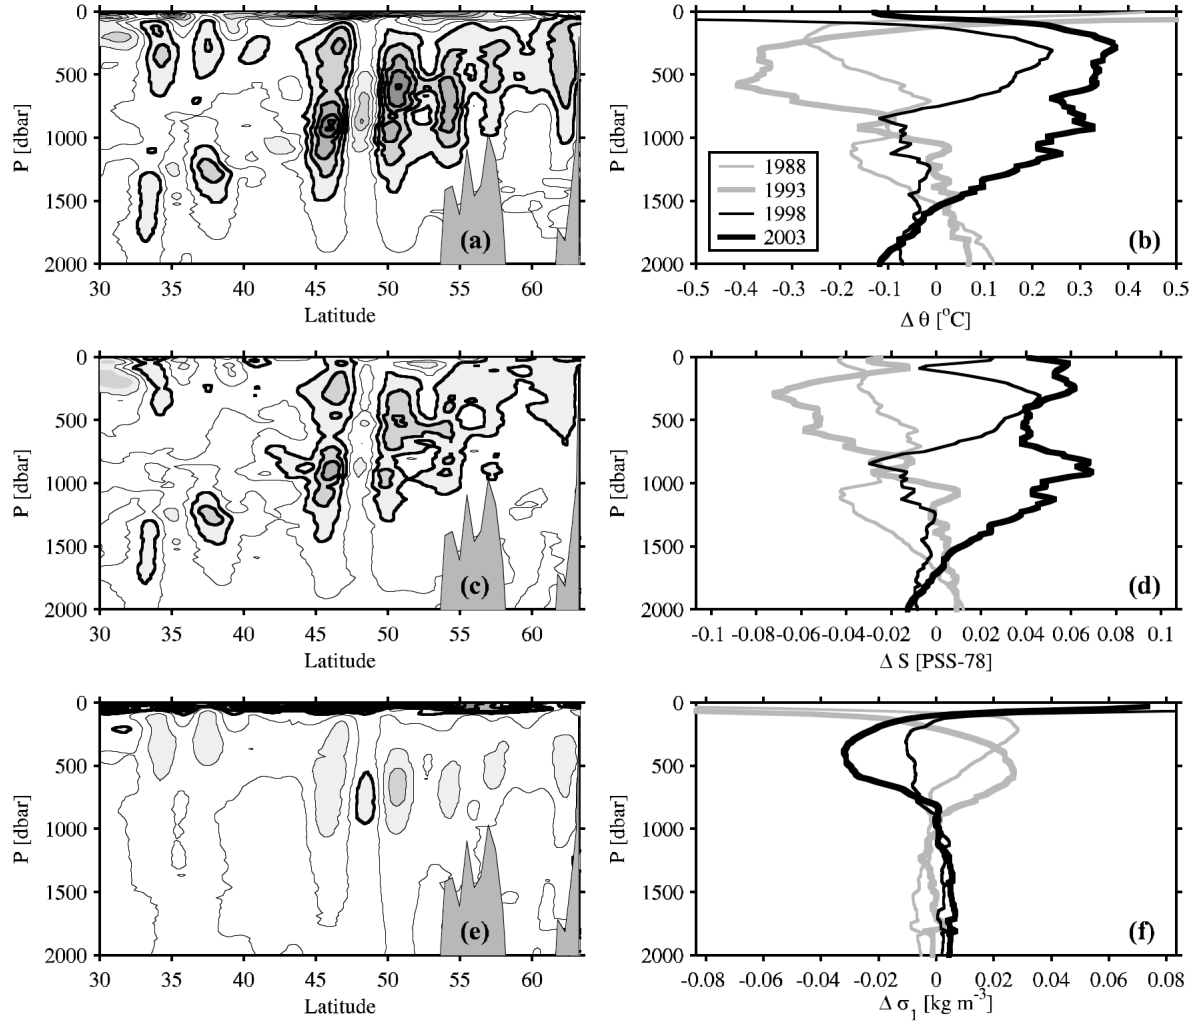 0
500
1000
1500
2000
P [dbar]
(a)
30 35 40 45 50 55 60
Latitude
0
500
1000
1500
2000
P [dbar]
1988
1993
1998
2003
(b)
-0.5 -0.4 -0.3 -0.2 -0.1 0 0.1 0.2 0.3 0.4 0.5
Δ θ [°C]
0
500
1000
1500
2000
P [dbar]
(c)
30 35 40 45 50 55 60
Latitude
0
500
1000
1500
2000
P [dbar]
(d)
-0.1 -0.08 -0.06 -0.04 -0.02 0 0.02 0.04 0.06 0.08 0.1
Δ S [PSS-78]
0
500
1000
1500
2000
P [dbar]
(e)
30 35 40 45 50 55 60
Latitude
0
500
1000
1500
2000
P [dbar]
(f)
-0.08 -0.06 -0.04 -0.02 0 0.02 0.04 0.06 0.08
Δ σ₁ [kg m⁻³]